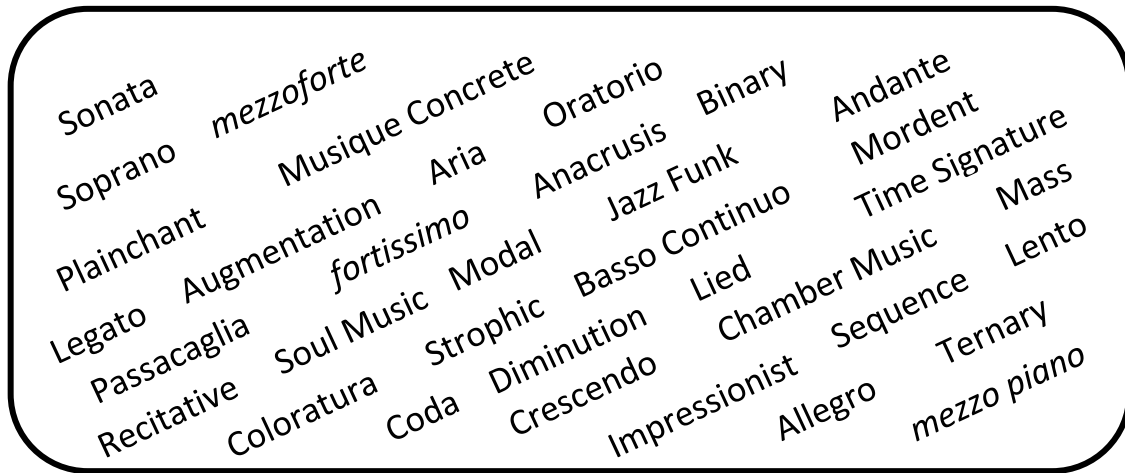 Sonata
mezzoforte
Musique Concrete
Oratorio
Binary
Andante
Soprano
Aria
Anacrusis
Mordent
Plainchant
Augmentation
fortissimo
Jazz Funk
Time Signature
Mass
Legato
Modal
Basso Continuo
Lento
Passacaglia
Soul Music
Strophic
Lied
Chamber Music
Sequence
Recitative
Coloratura
Coda
Diminution
Crescendo
Impressionist
Allegro
Ternary
mezzo piano